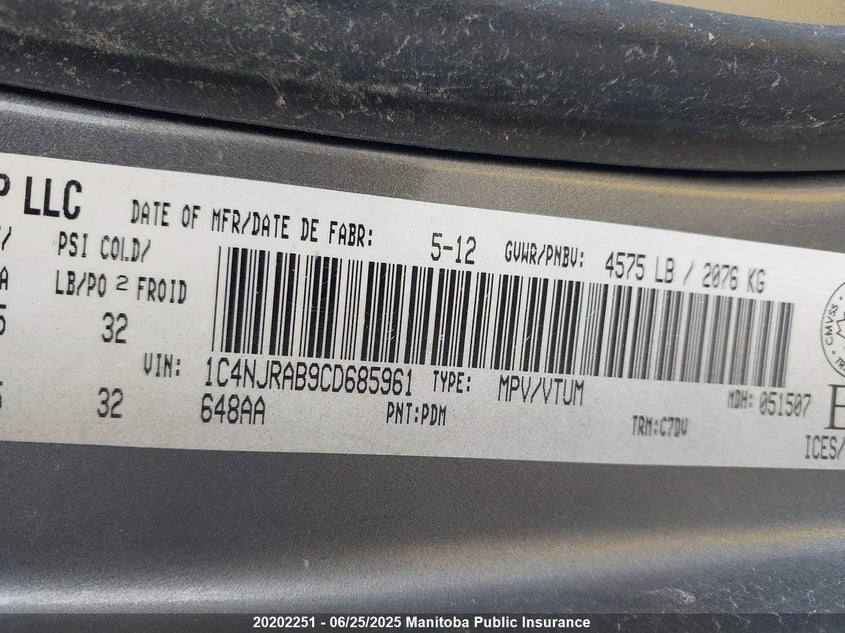 P LLC
DATE OF MFR/DATE DE FABR: 5-12 GVWR/PNBV: 4575 LB / 2076 KG
PSI COLD/
LB/PO 2 FROID
32
VIN: 1C4NJRAB9CD685961 TYPE: MPV/VTUM MDH: 051507
32 648AA PNT:PDM TRM:C7DV
CMVSS
ICES/
20202251 - 06/25/2025 Manitoba Public Insurance